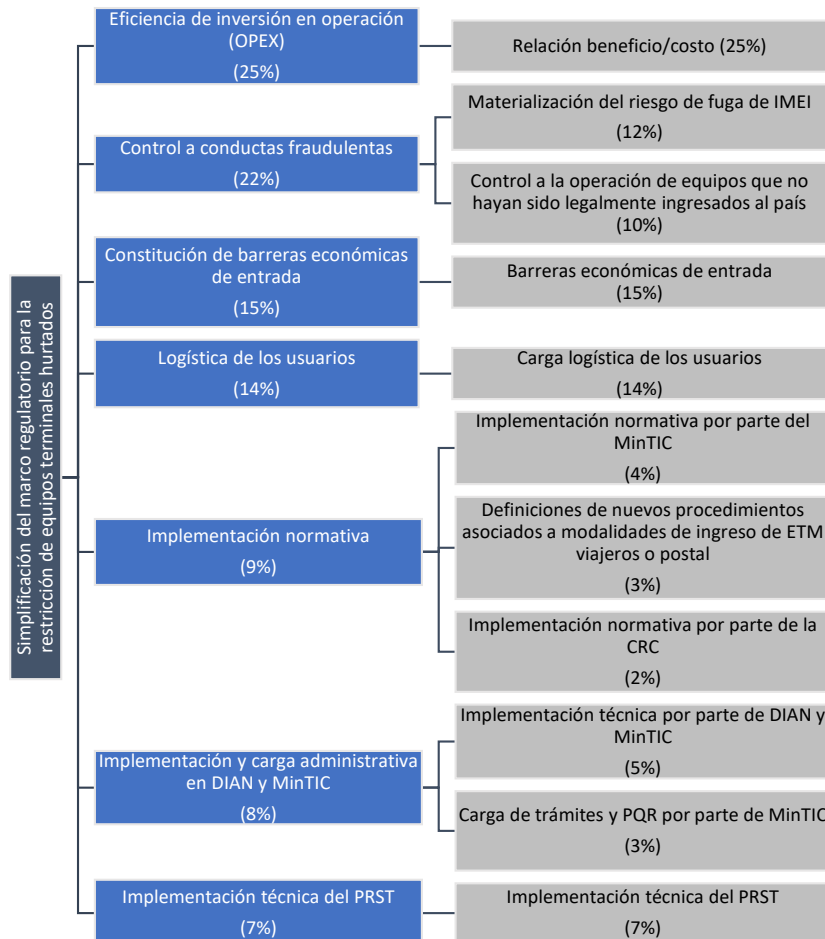 Simplificación del marco regulatorio para la
restricción de equipos terminales hurtados
Eficiencia de inversión en operación
(OPEX)
(25%)
Relación beneficio/costo (25%)
Control a conductas fraudulentas
(22%)
Materialización del riesgo de fuga de IMEI
(12%)
Control a la operación de equipos que no
hayan sido legalmente ingresados al país
(10%)
Constitución de barreras económicas
de entrada
(15%)
Barreras económicas de entrada
(15%)
Logística de los usuarios
(14%)
Carga logística de los usuarios
(14%)
Implementación normativa
(9%)
Implementación normativa por parte del
MinTIC
(4%)
Definiciones de nuevos procedimientos
asociados a modalidades de ingreso de ETM
viajeros o postal
(3%)
Implementación normativa por parte de la
CRC
(2%)
Implementación y carga administrativa
en DIAN y MinTIC
(8%)
Implementación técnica por parte de DIAN y
MinTIC
(5%)
Carga de trámites y PQR por parte de MinTIC
(3%)
Implementación técnica del PRST
(7%)
Implementación técnica del PRST
(7%)